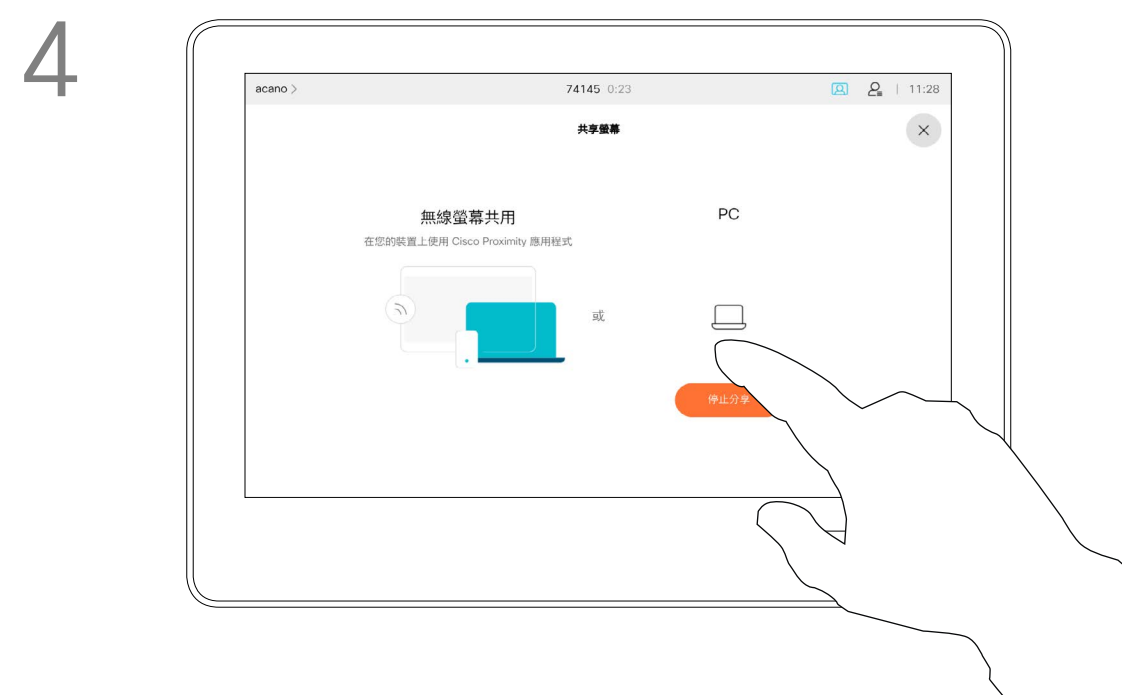 4
acano >
74145 0:23
| 11:28
共享螢幕
無線螢幕共用
在您的裝置上使用 Cisco Proximity 應用程式
PC
或
停止分享